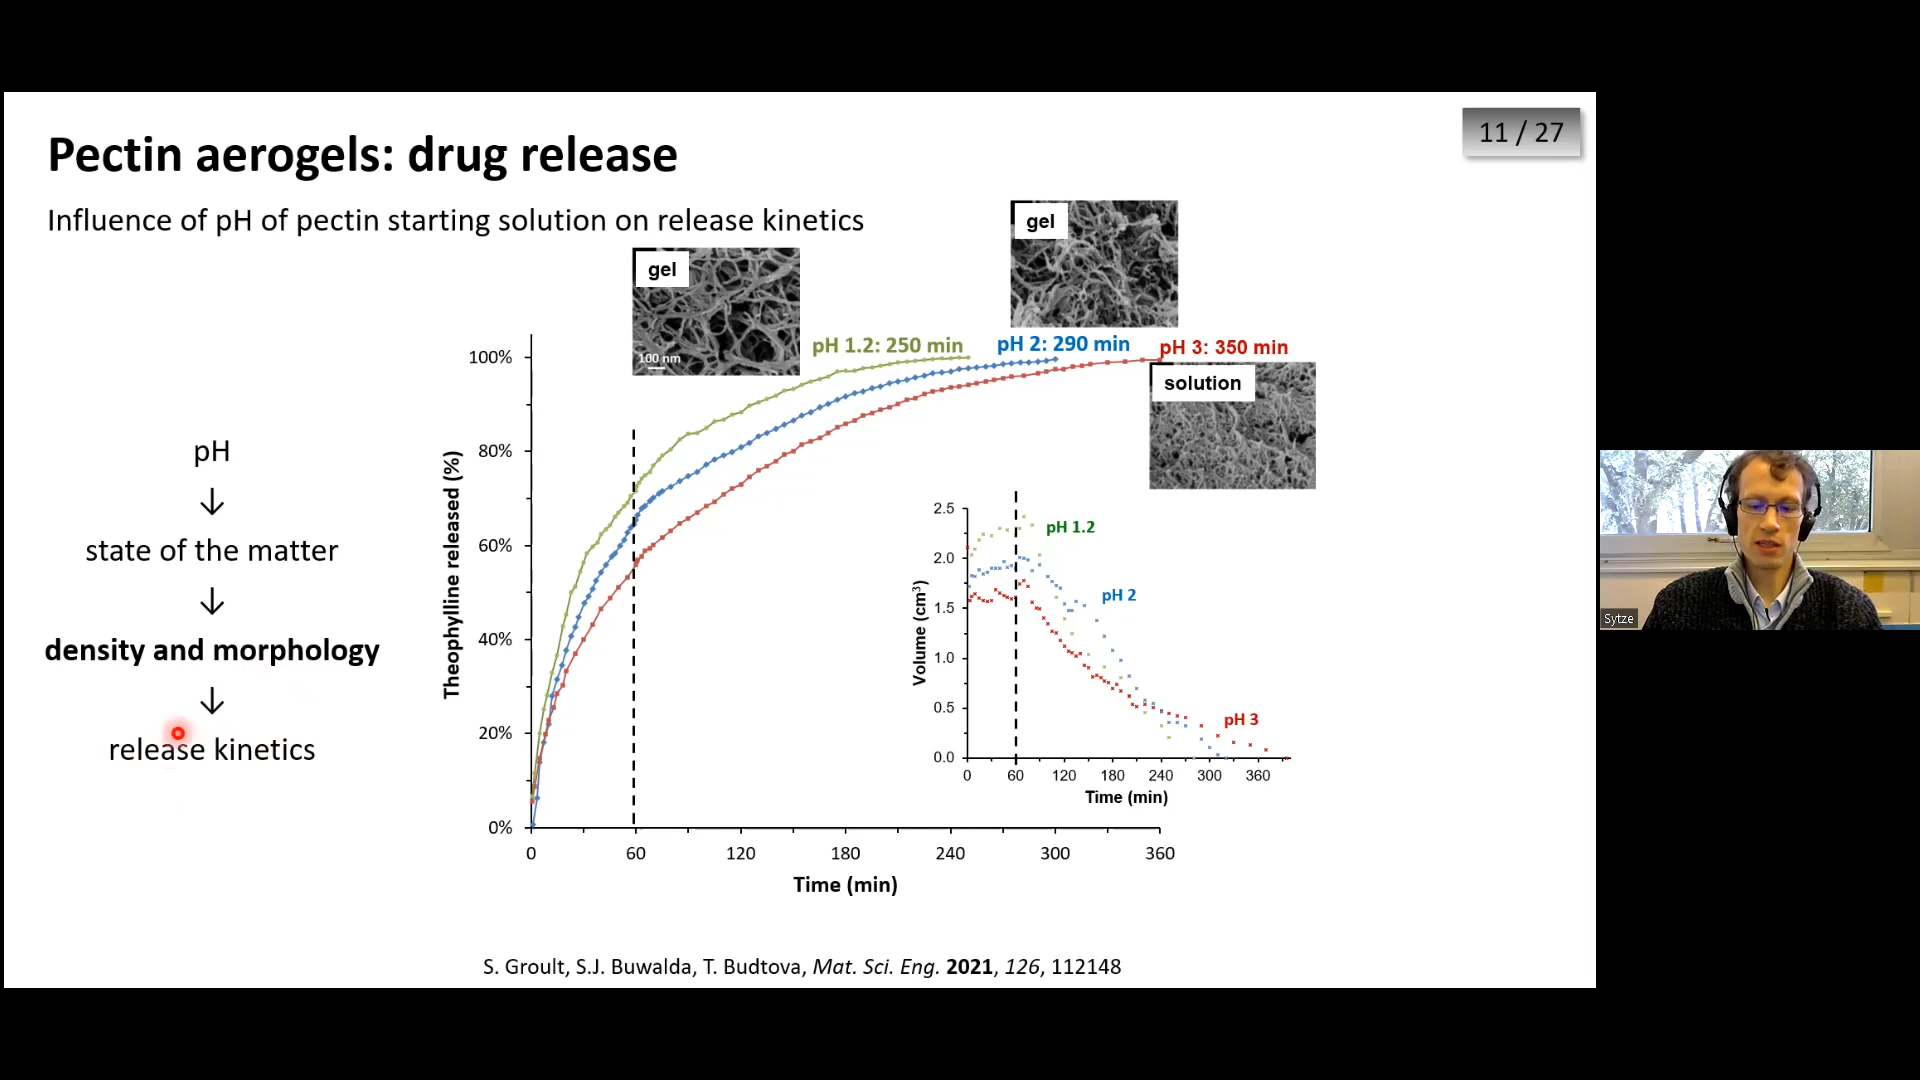 11 / 27
Pectin aerogels: drug release
Influence of pH of pectin starting solution on release kinetics
gel
gel
100 nm
pH 1.2: 250 min
pH 2: 290 min
pH 3: 350 min
solution
pH
↓
state of the matter
↓
density and morphology
↓
release kinetics
Theophylline released (%)
100%
80%
60%
40%
20%
0%
0 60 120 180 240 300 360
Time (min)
Volume (cm³)
2.5
2.0
1.5
1.0
0.5
0.0
pH 1.2
pH 2
pH 3
0 60 120 180 240 300 360
Time (min)
S. Groult, S.J. Buwalda, T. Budtova, Mat. Sci. Eng. 2021, 126, 112148
Sytze